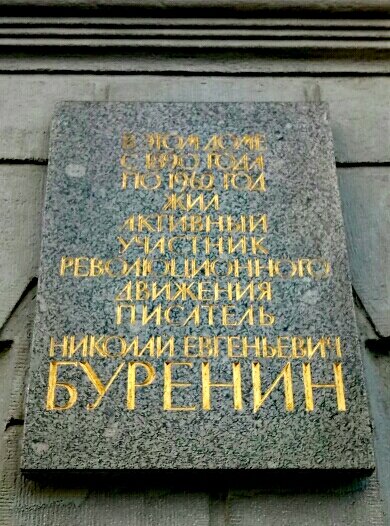 В ЭТОМ ДОМЕ
С 1890 ГОДА
ПО 1962 ГОД
ЖИЛ
АКТИВНЫЙ
УЧАСТНИК
РЕВОЛЮЦИОННОГО
ДВИЖЕНИЯ
ПИСАТЕЛЬ
НИКОЛАЙ ЕВГЕНЬЕВИЧ
БУРЕНИН